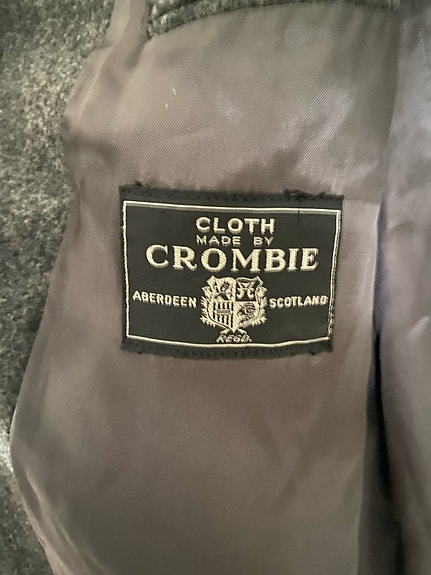 CLOTH
MADE BY
CROMBIE
ABERDEEN SCOTLAND
REGD.